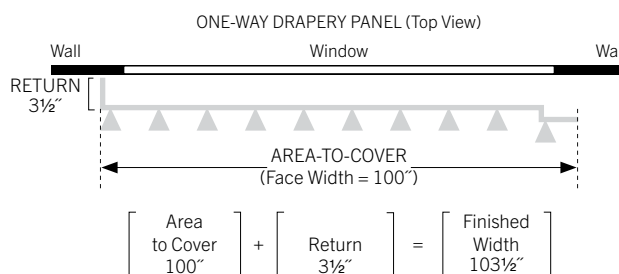 ONE-WAY DRAPERY PANEL (Top View)
Wall Window Wa
RETURN
3½˝
AREA-TO-COVER
(Face Width = 100˝)
Area to Cover 100˝ + Return 3½˝ = Finished Width 103½˝